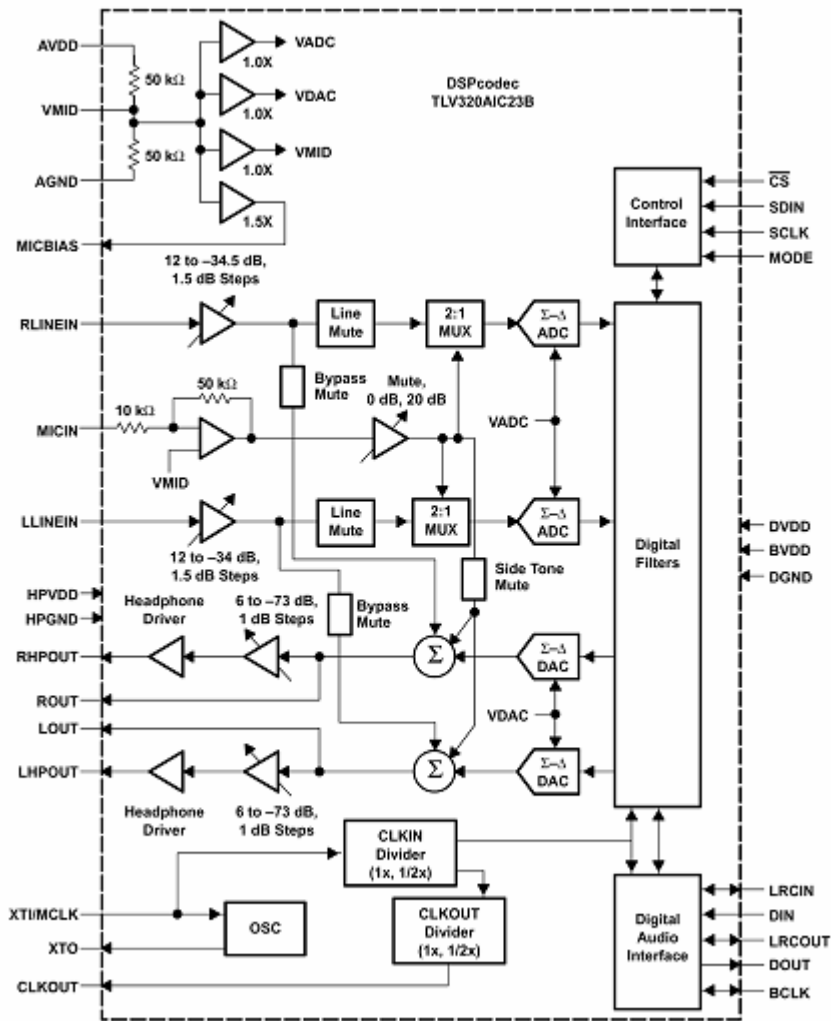 AVDD
50 kΩ
VMID
50 kΩ
AGND
MICBIAS
1.0X
VADC
1.0X
VDAC
1.0X
VMID
1.5X
DSPcodec
TLV320AIC23B
Control
Interface
CS
SDIN
SCLK
MODE
12 to –34.5 dB,
1.5 dB Steps
RLINEIN
Line
Mute
2:1
MUX
Σ–Δ
ADC
Bypass
Mute
50 kΩ
10 kΩ
MICIN
VMID
Mute,
0 dB, 20 dB
VADC
LLINEIN
12 to –34 dB,
1.5 dB Steps
Line
Mute
2:1
MUX
Σ–Δ
ADC
Digital
Filters
DVDD
BVDD
DGND
Side Tone
Mute
Bypass
Mute
HPVDD
HPGND
Headphone
Driver
6 to –73 dB,
1 dB Steps
RHPOUT
Σ
Σ–Δ
DAC
ROUT
LOUT
VDAC
LHPOUT
Σ
Σ–Δ
DAC
Headphone
Driver
6 to –73 dB,
1 dB Steps
CLKIN
Divider
(1x, 1/2x)
XTI/MCLK
OSC
XTO
CLKOUT
Divider
(1x, 1/2x)
CLKOUT
Digital
Audio
Interface
LRCIN
DIN
LRCOUT
DOUT
BCLK